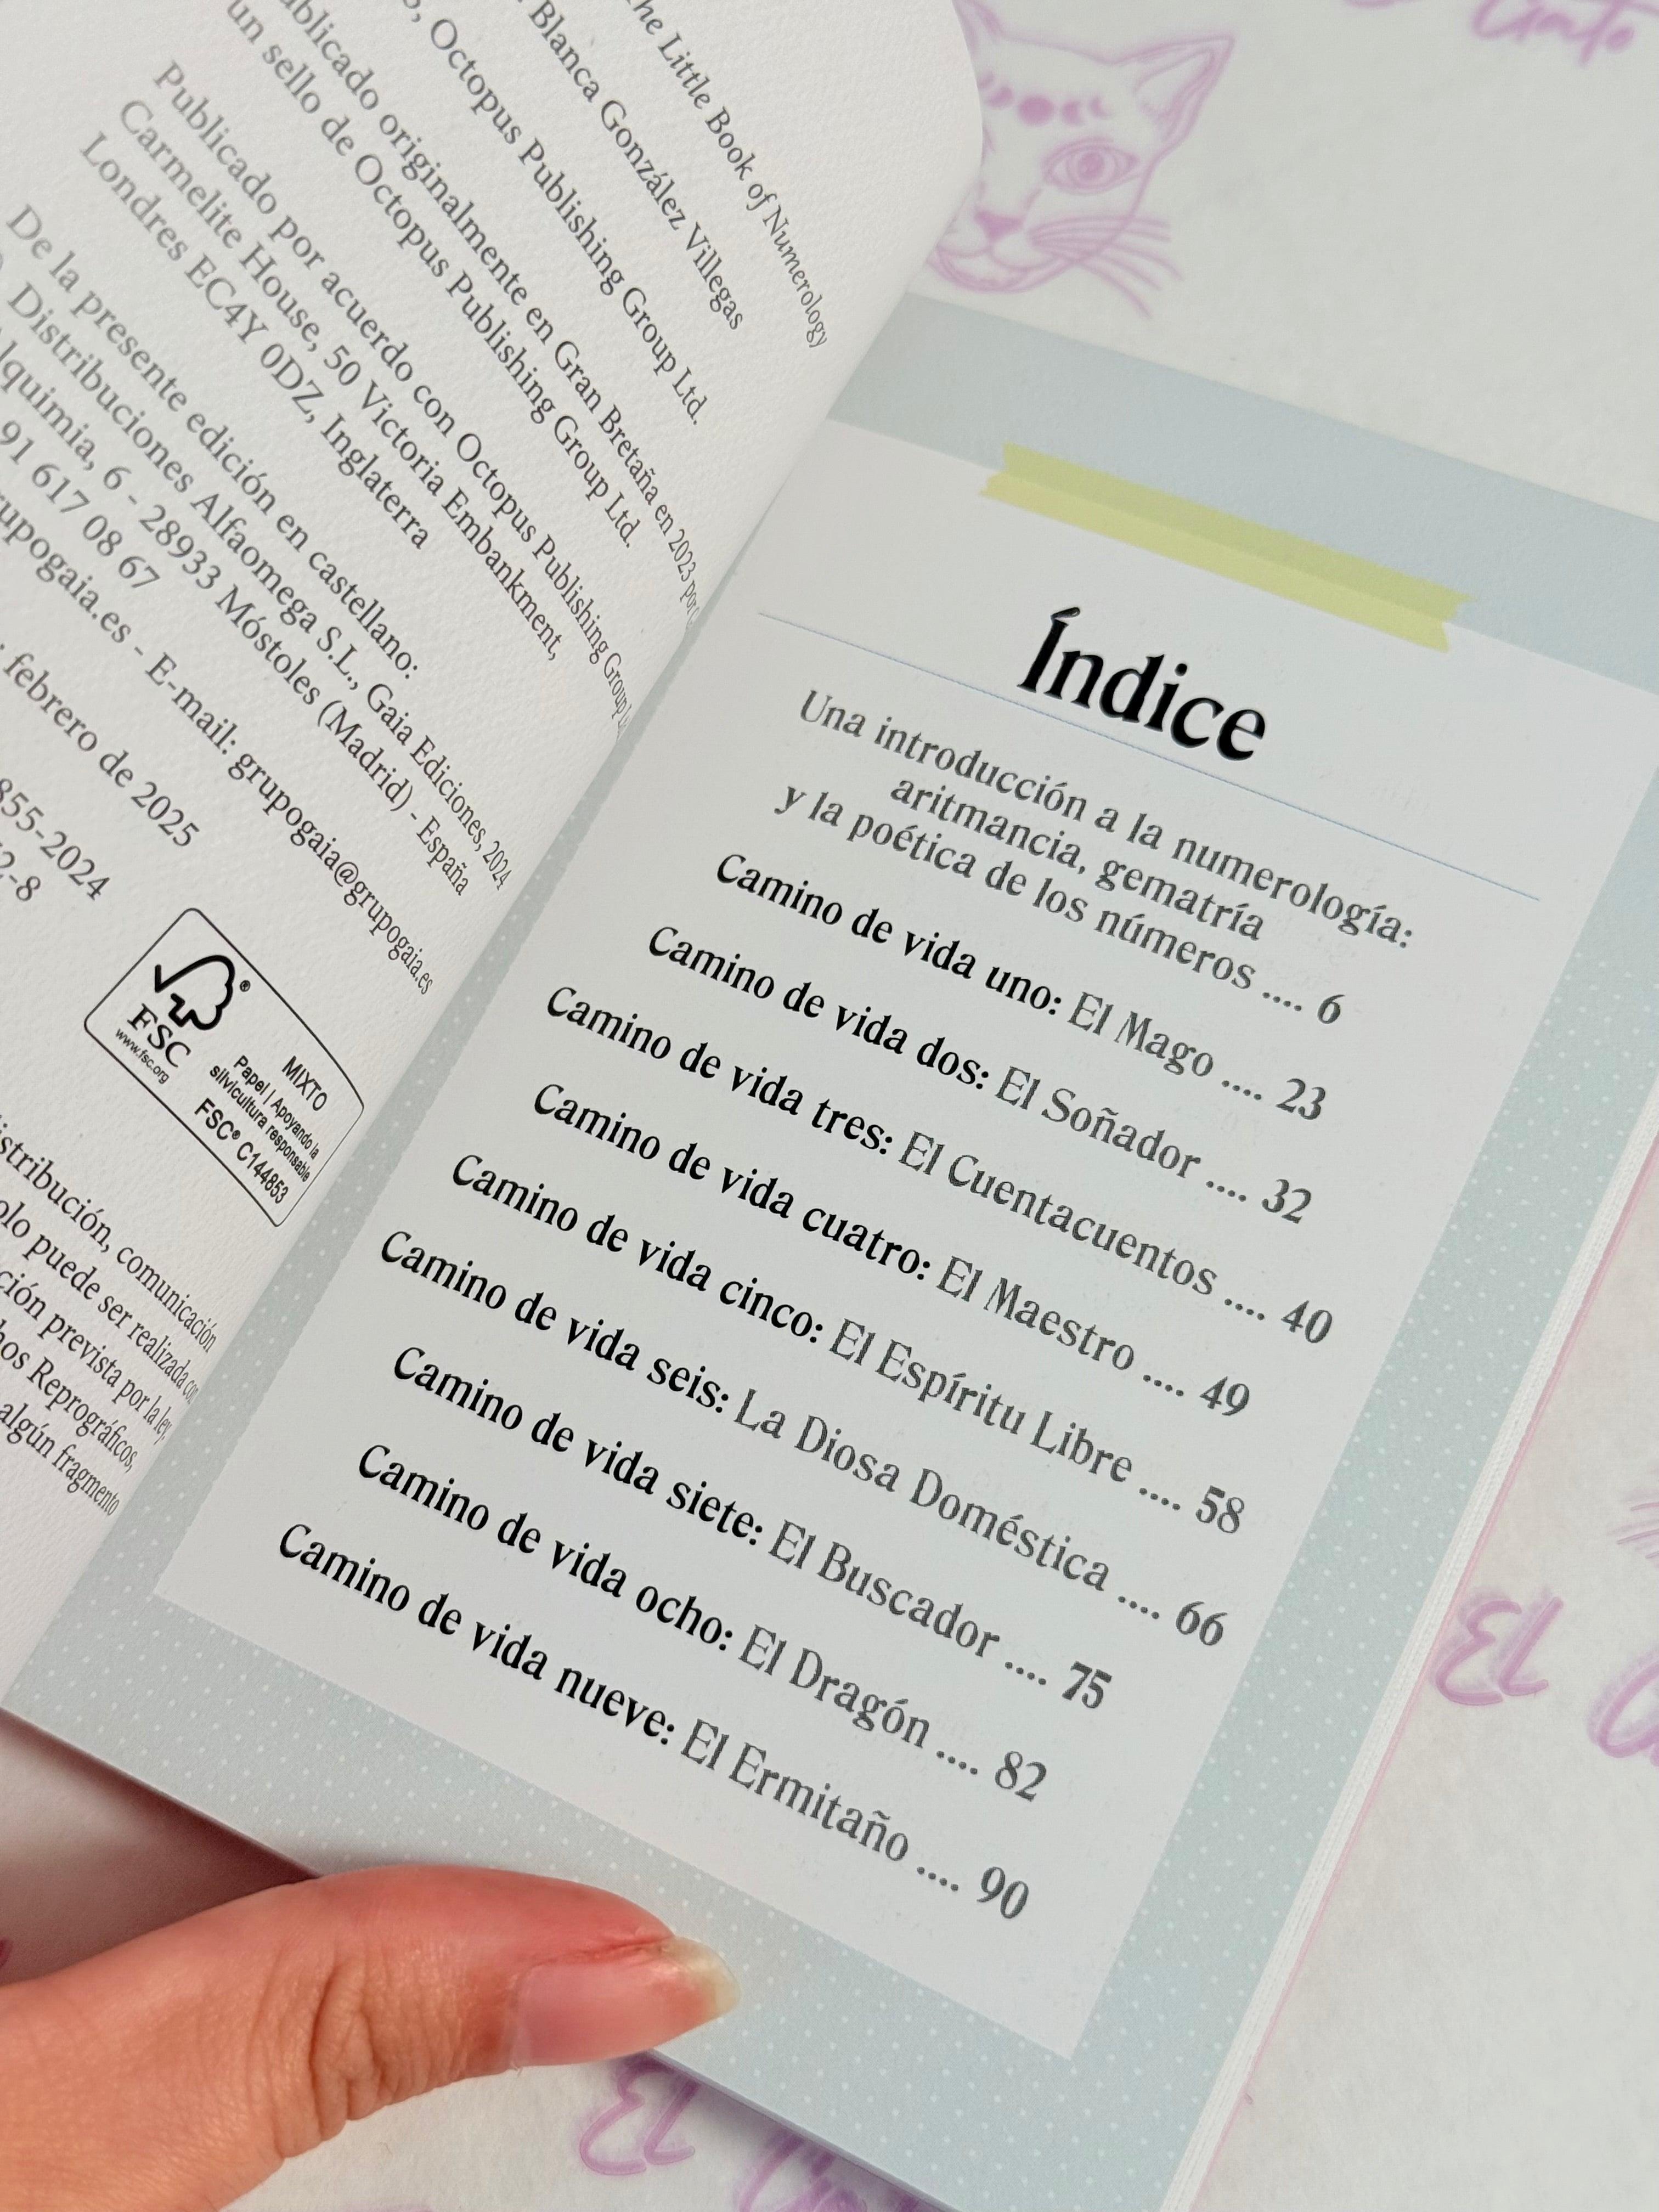 The Little Book of Numerology
Blanca González Villegas
Octopus Publishing Group Ltd.
originalmente en Gran Bretaña en 2023 por
un sello de Octopus Publishing Group Ltd.
Publicado por acuerdo con Octopus Publishing Group
Carmelite House, 50 Victoria Embankment,
Londres EC4Y 0DZ, Inglaterra
De la presente edición en castellano:
Distribuciones Alfaomega S.L., Gaia Ediciones, 2024
6 - 28933 Móstoles (Madrid) - España
91 617 08 67
- E-mail: grupogaia@grupogaia.es
febrero de 2025
855-2024
2-8
FSC®
www.fsc.org
MIXTO
Papel | Apoyando la
silvicultura responsable
FSC® C144853
comunicación
puede ser realizada
prevista por la ley.
Reprográficos,
algún fragmento
Índice
Una introducción a la numerología:
aritmancia, gematría
y la poética de los números .... 6
Camino de vida uno: El Mago .... 23
Camino de vida dos: El Soñador .... 32
Camino de vida tres: El Cuentacuentos .... 40
Camino de vida cuatro: El Maestro .... 49
Camino de vida cinco: El Espíritu Libre .... 58
Camino de vida seis: La Diosa Doméstica .... 66
Camino de vida siete: El Buscador .... 75
Camino de vida ocho: El Dragón .... 82
Camino de vida nueve: El Ermitaño .... 90
El 13
13